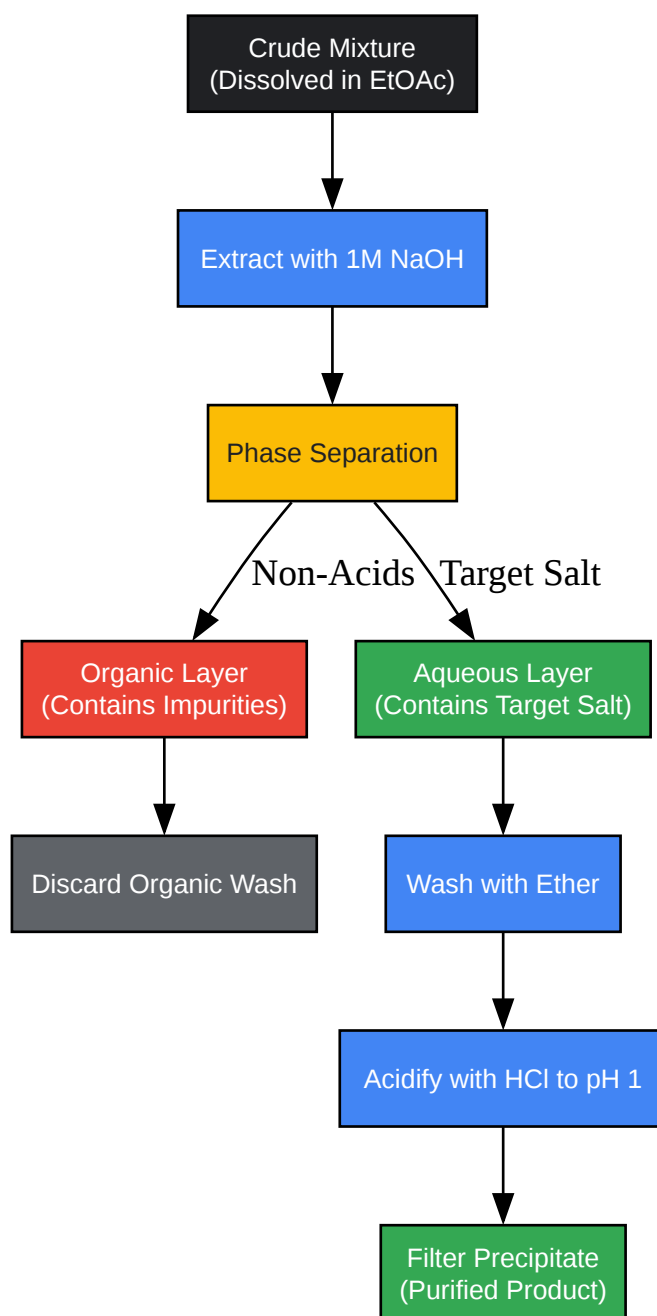 Crude Mixture
(Dissolved in EtOAc)
Extract with 1M NaOH
Phase Separation
Non-Acids
Target Salt
Organic Layer
(Contains Impurities)
Aqueous Layer
(Contains Target Salt)
Discard Organic Wash
Wash with Ether
Acidify with HCl to pH 1
Filter Precipitate
(Purified Product)